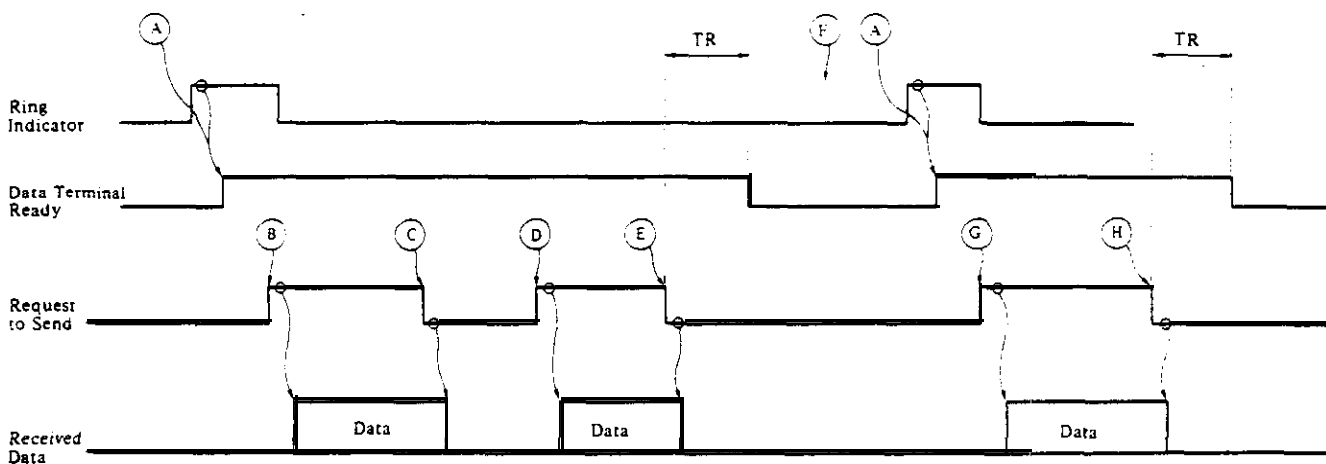 A
TR
F
A
TR
Ring
Indicator
Data Terminal
Ready
B
C
D
E
G
H
Request
to Send
Data
Data
Data
Received
Data